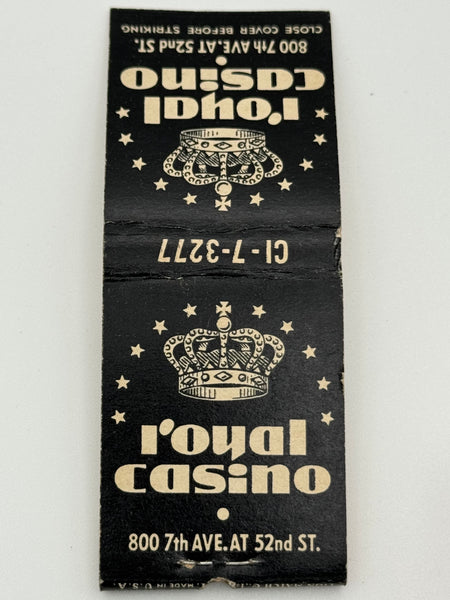 CLOSE COVER BEFORE STRIKING
800 7th AVE. AT 52nd ST.
royal
casino
CI-7-3277
royal
casino
800 7th AVE. AT 52nd ST.
MADE IN U.S.A.